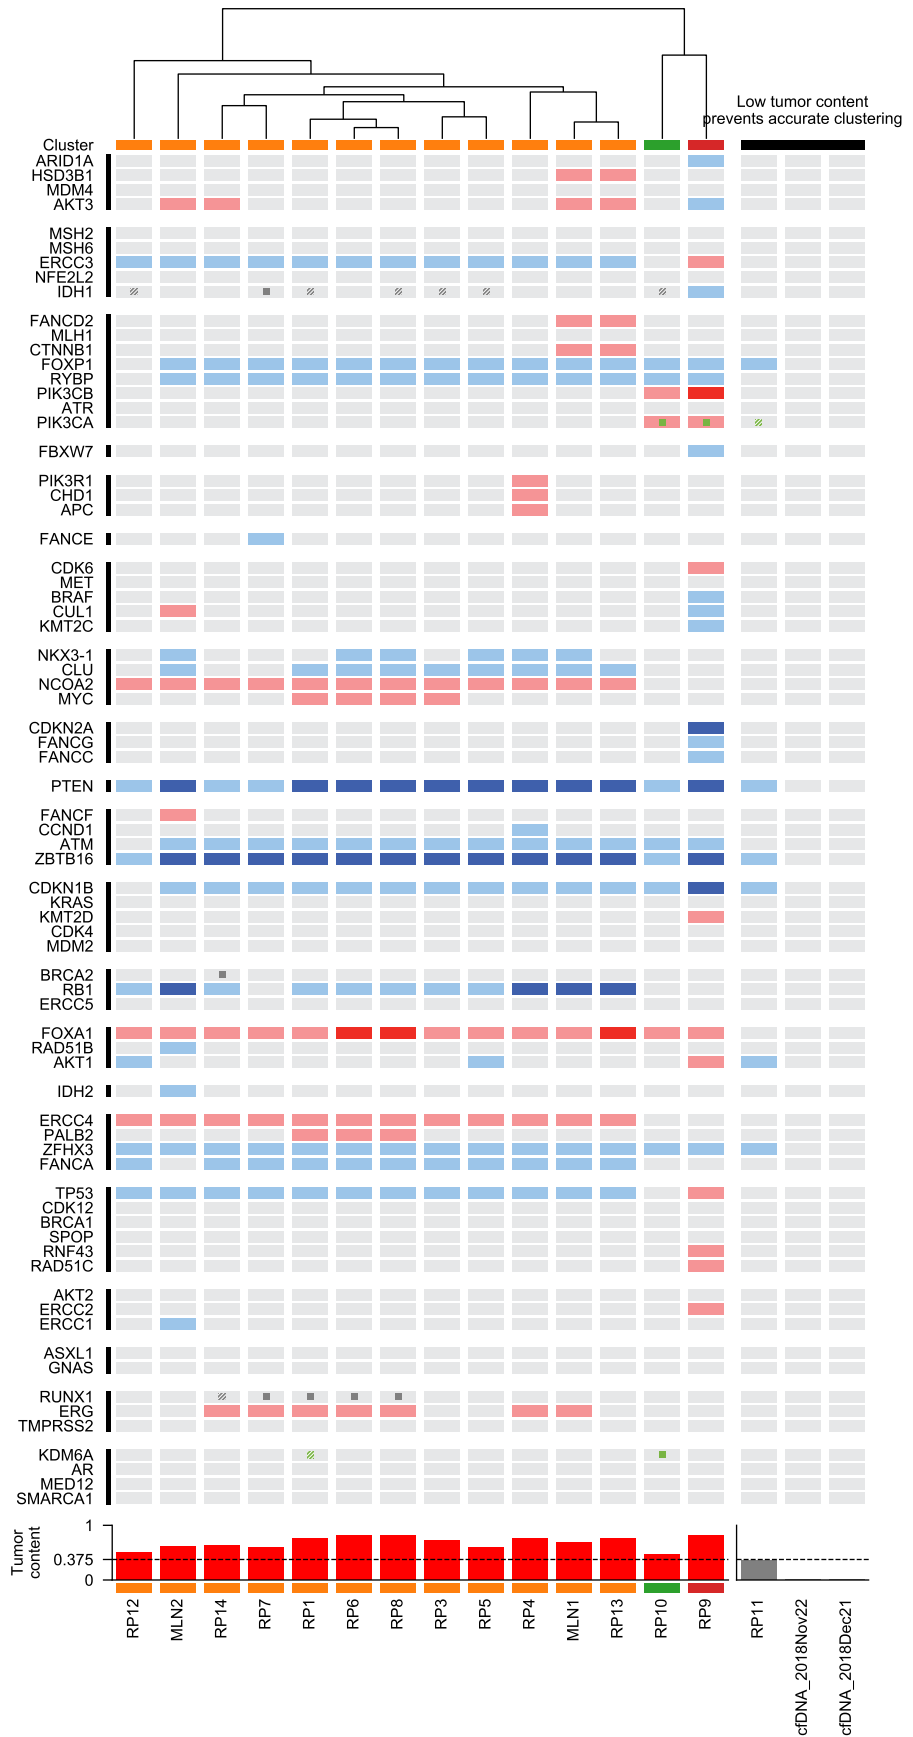 Low tumor content
prevents accurate clustering
Cluster
ARID1A
HSD3B1
MDM4
AKT3
MSH2
MSH6
ERCC3
NFE2L2
IDH1
FANCD2
MLH1
CTNNB1
FOXP1
RYBP
PIK3CB
ATR
PIK3CA
FBXW7
PIK3R1
CHD1
APC
FANCE
CDK6
MET
BRAF
CUL1
KMT2C
NKX3-1
CLU
NCOA2
MYC
CDKN2A
FANCG
FANCC
PTEN
FANCF
CCND1
ATM
ZBTB16
CDKN1B
KRAS
KMT2D
CDK4
MDM2
BRCA2
RB1
ERCC5
FOXA1
RAD51B
AKT1
IDH2
ERCC4
PALB2
ZFHX3
FANCA
TP53
CDK12
BRCA1
SPOP
RNF43
RAD51C
AKT2
ERCC2
ERCC1
ASXL1
GNAS
RUNX1
ERG
TMPRSS2
KDM6A
AR
MED12
SMARCA1
Tumor
content
1
0.375
0
RP12
MLN2
RP14
RP7
RP1
RP6
RP8
RP3
RP5
RP4
MLN1
RP13
RP10
RP9
RP11
cfDNA_2018Nov22
cfDNA_2018Dec21